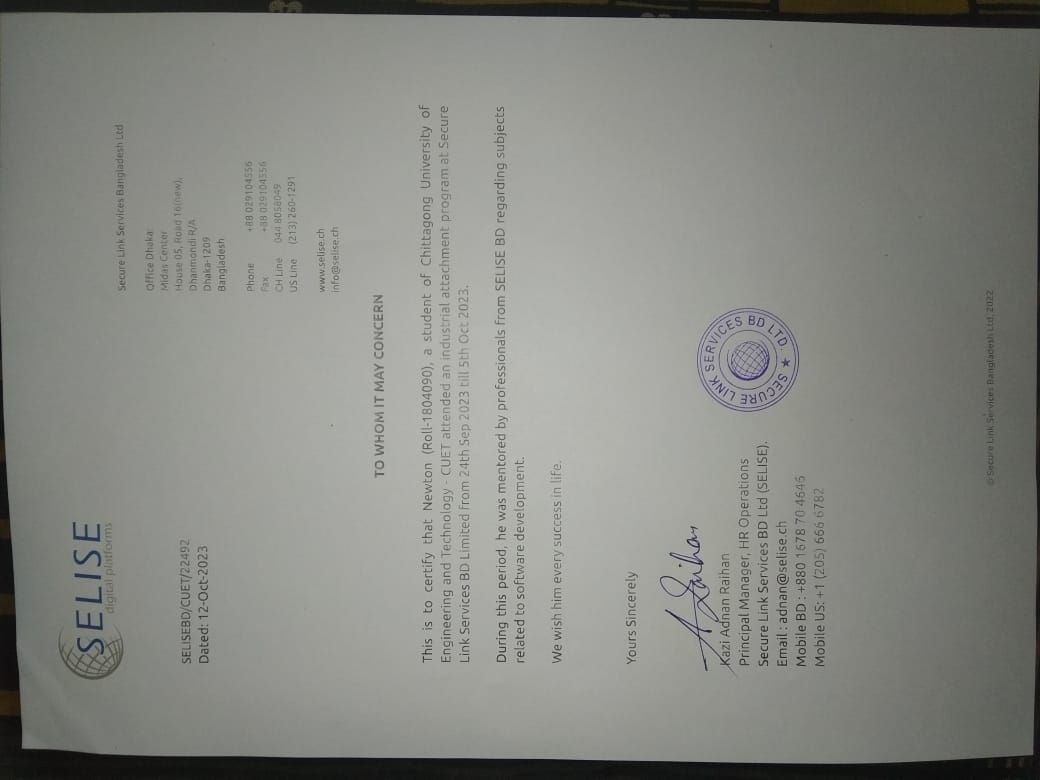 SELISE
digital platforms
Secure Link Services Bangladesh Ltd
Office Dhaka:
Midas Center
House 05, Road 16(new),
Dhanmondi R/A
Dhaka-1209
Bangladesh
Phone +88 029104556
Fax +88 029104556
CH Line 044 8058049
US Line (213) 260-1291
www.selise.ch
info@selise.ch
SELISEBD/CUET/22492
Dated: 12-Oct-2023
TO WHOM IT MAY CONCERN
This is to certify that Newton (Roll-1804090), a student of Chittagong University of
Engineering and Technology - CUET attended an industrial attachment program at Secure
Link Services BD Limited from 24th Sep 2023 till 5th Oct 2023.
During this period, he was mentored by professionals from SELISE BD regarding subjects
related to software development.
We wish him every success in life.
Yours Sincerely
A Raihan
Kazi Adnan Raihan
Principal Manager, HR Operations
Secure Link Services BD Ltd (SELISE).
Email : adnan@selise.ch
Mobile BD : +880 1678 70 4646
Mobile US: +1 (205) 666 6782
SECURE LINK SERVICES BD LTD.
© Secure Link Services Bangladesh Ltd, 2022